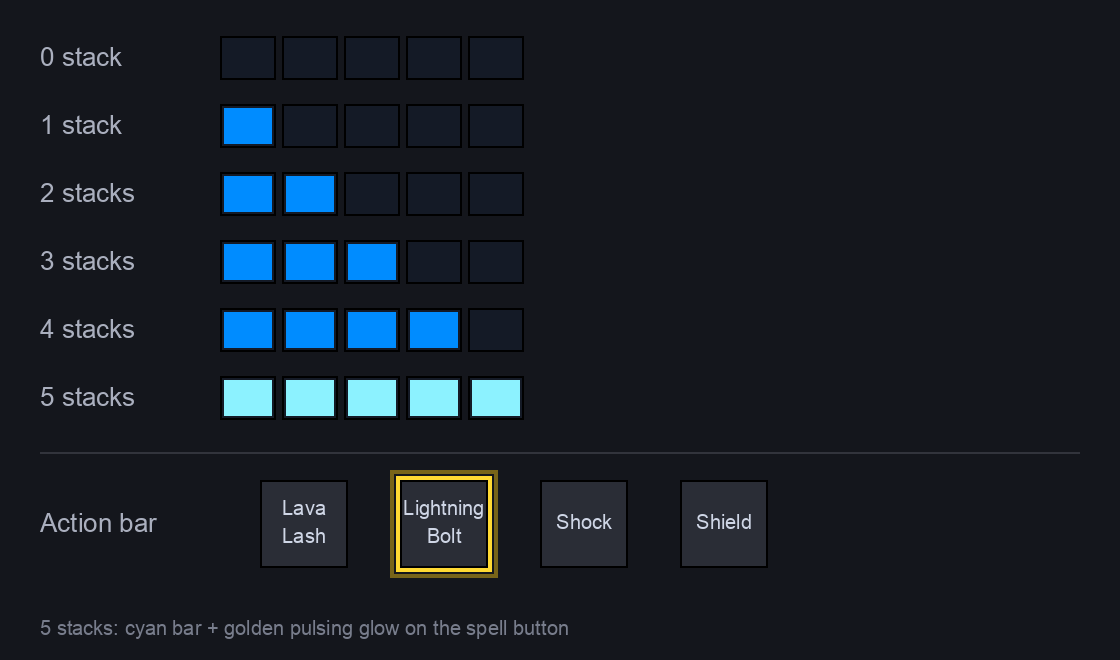 0 stack
1 stack
2 stacks
3 stacks
4 stacks
5 stacks
Action bar
Lava
Lash
Lightning
Bolt
Shock
Shield
5 stacks: cyan bar + golden pulsing glow on the spell button